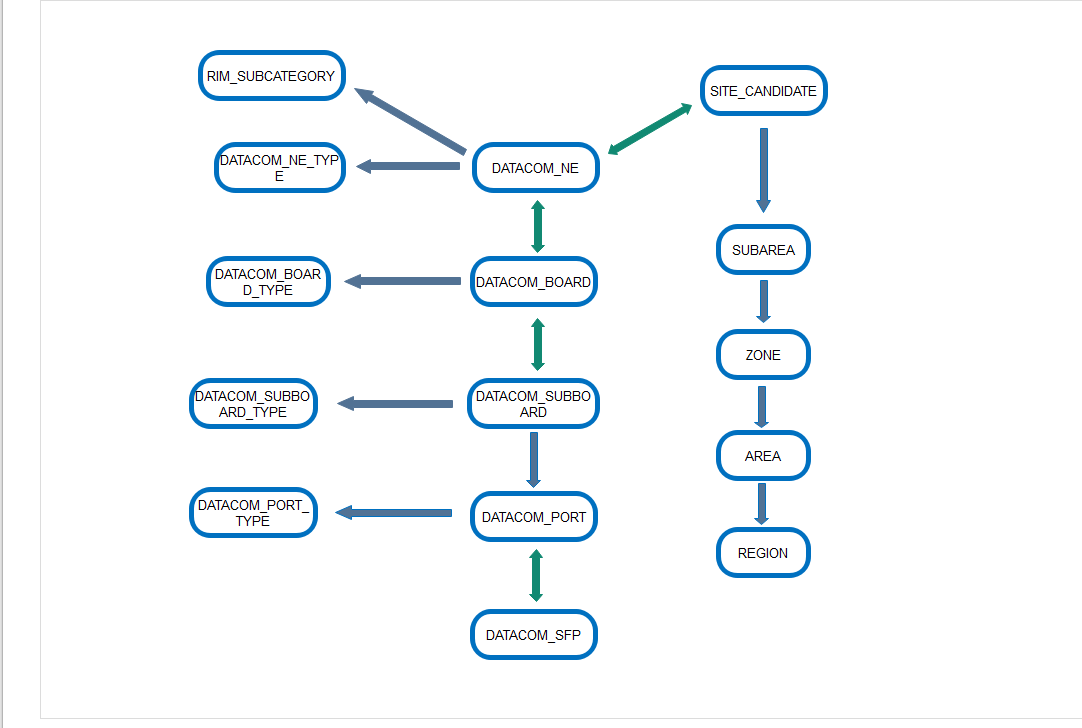 RIM_SUBCATEGORY
SITE_CANDIDATE
DATACOM_NE_TYP
E
DATACOM_NE
SUBAREA
DATACOM_BOAR
D_TYPE
DATACOM_BOARD
ZONE
DATACOM_SUBBO
ARD_TYPE
DATACOM_SUBBO
ARD
AREA
DATACOM_PORT_
TYPE
DATACOM_PORT
REGION
DATACOM_SFP